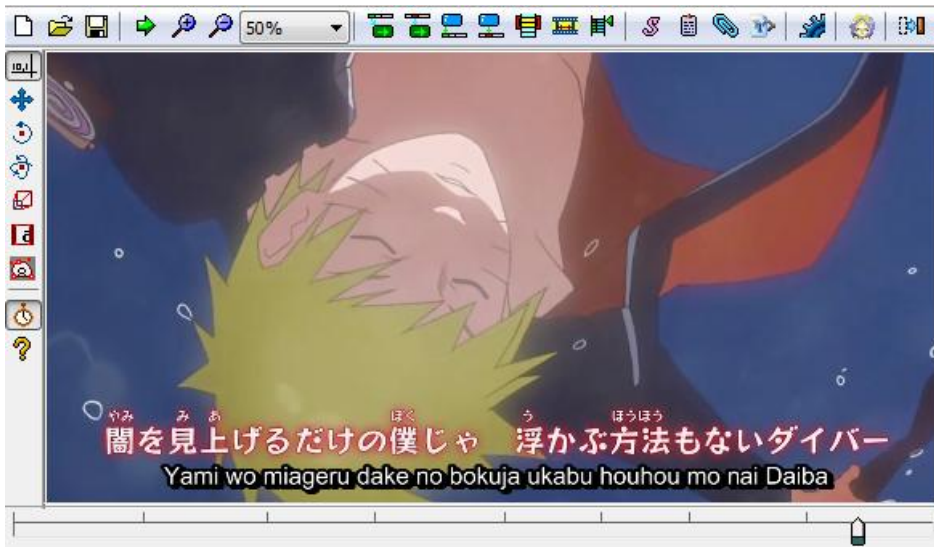 50%
やみ み あ ぼく う ほうほう
闇を見上げるだけの僕じゃ 浮かぶ方法もないダイバー
Yami wo miageru dake no bokuja ukabu houhou mo nai Daiba